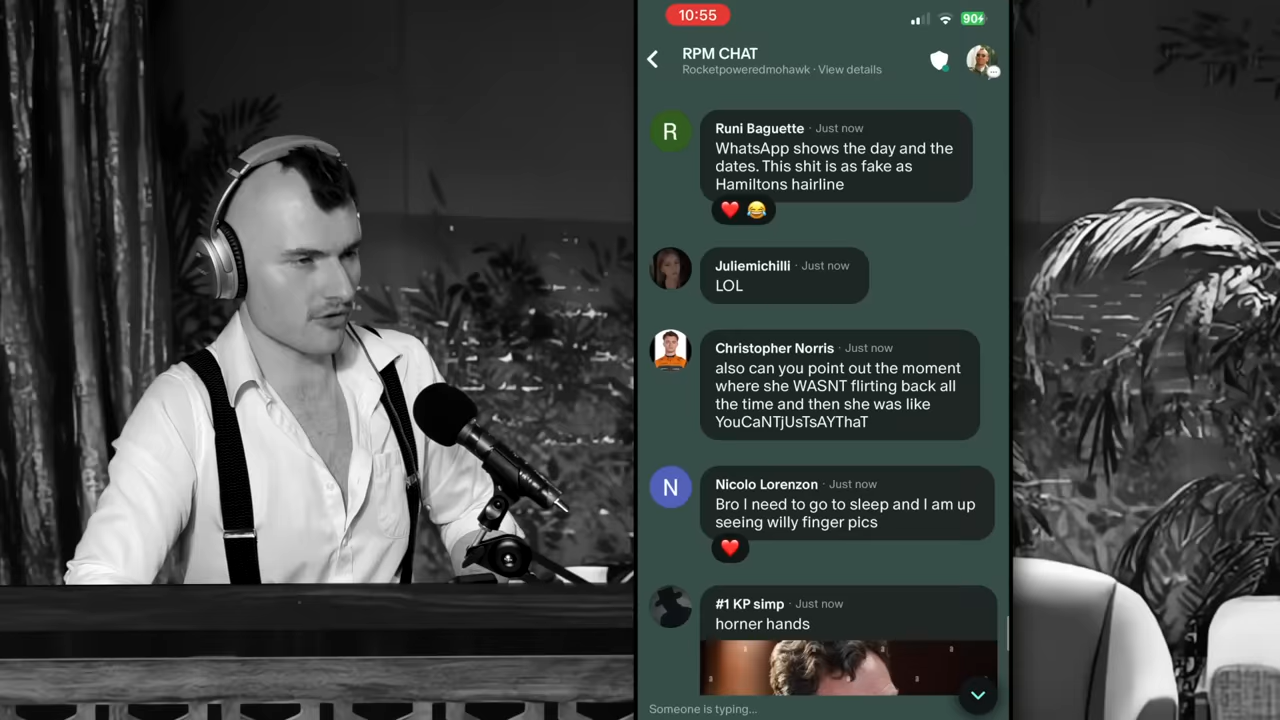 10:55
90
RPM CHAT
Rocketpoweredmohawk · View details
R
Runi Baguette · Just now
WhatsApp shows the day and the
dates. This shit is as fake as
Hamiltons hairline
Juliemichilli · Just now
LOL
Christopher Norris · Just now
also can you point out the moment
where she WASNT flirting back all
the time and then she was like
YouCaNTjUsTsAYThaT
N
Nicolo Lorenzon · Just now
Bro I need to go to sleep and I am up
seeing willy finger pics
#1 KP simp · Just now
horner hands
Someone is typing...